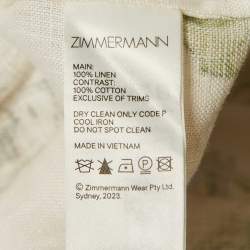 ZIMMERMANN
MAIN:
100% LINEN
CONTRAST:
100% COTTON
EXCLUSIVE OF TRIMS
DRY CLEAN ONLY CODE P
COOL IRON
DO NOT SPOT CLEAN
MADE IN VIETNAM
© Zimmermann Wear Pty Ltd.
Sydney, 2023.